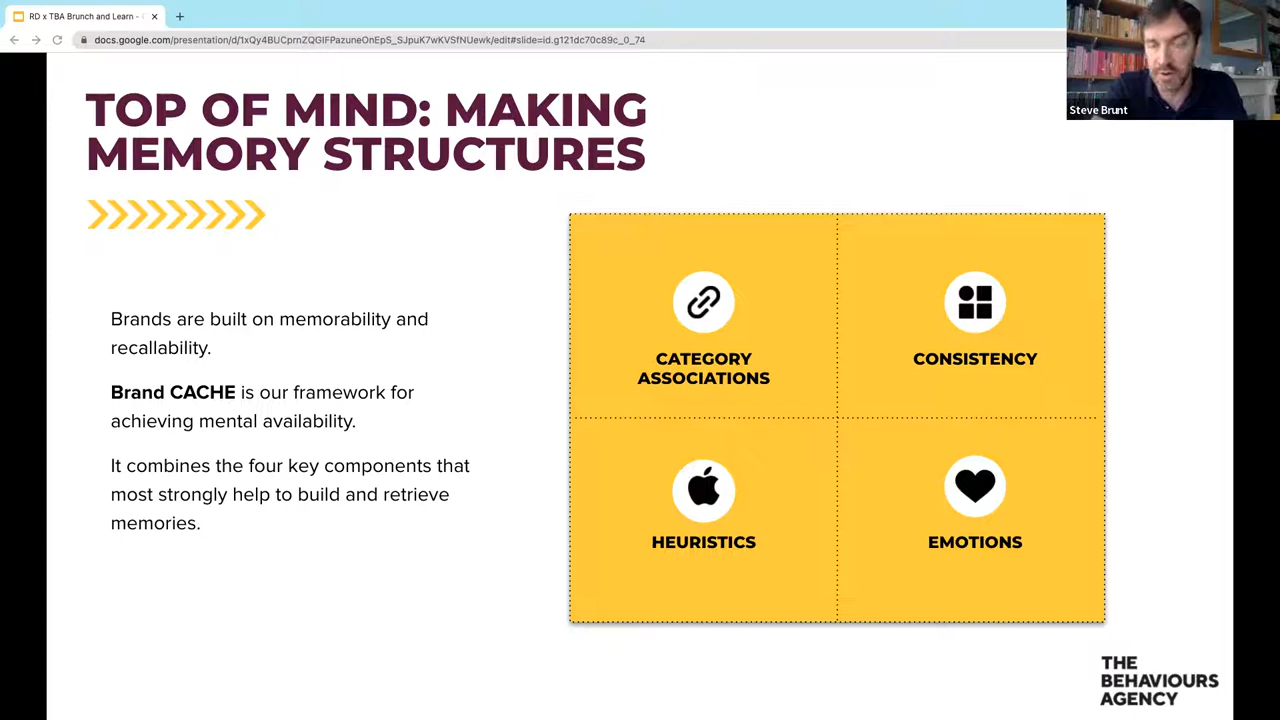 RD x TBA Brunch and Learn -
docs.google.com/presentation/d/1xQy4BUCprnZQGIFPazuneOnEpS_SJpuK7wKVSfNUewk/edit#slide=id.g121dc70c89c_0_74
Steve Brunt
TOP OF MIND: MAKING
MEMORY STRUCTURES
Brands are built on memorability and
recallability.
Brand CACHE is our framework for
achieving mental availability.
It combines the four key components that
most strongly help to build and retrieve
memories.
CATEGORY
ASSOCIATIONS
CONSISTENCY
HEURISTICS
EMOTIONS
THE
BEHAVIOURS
AGENCY